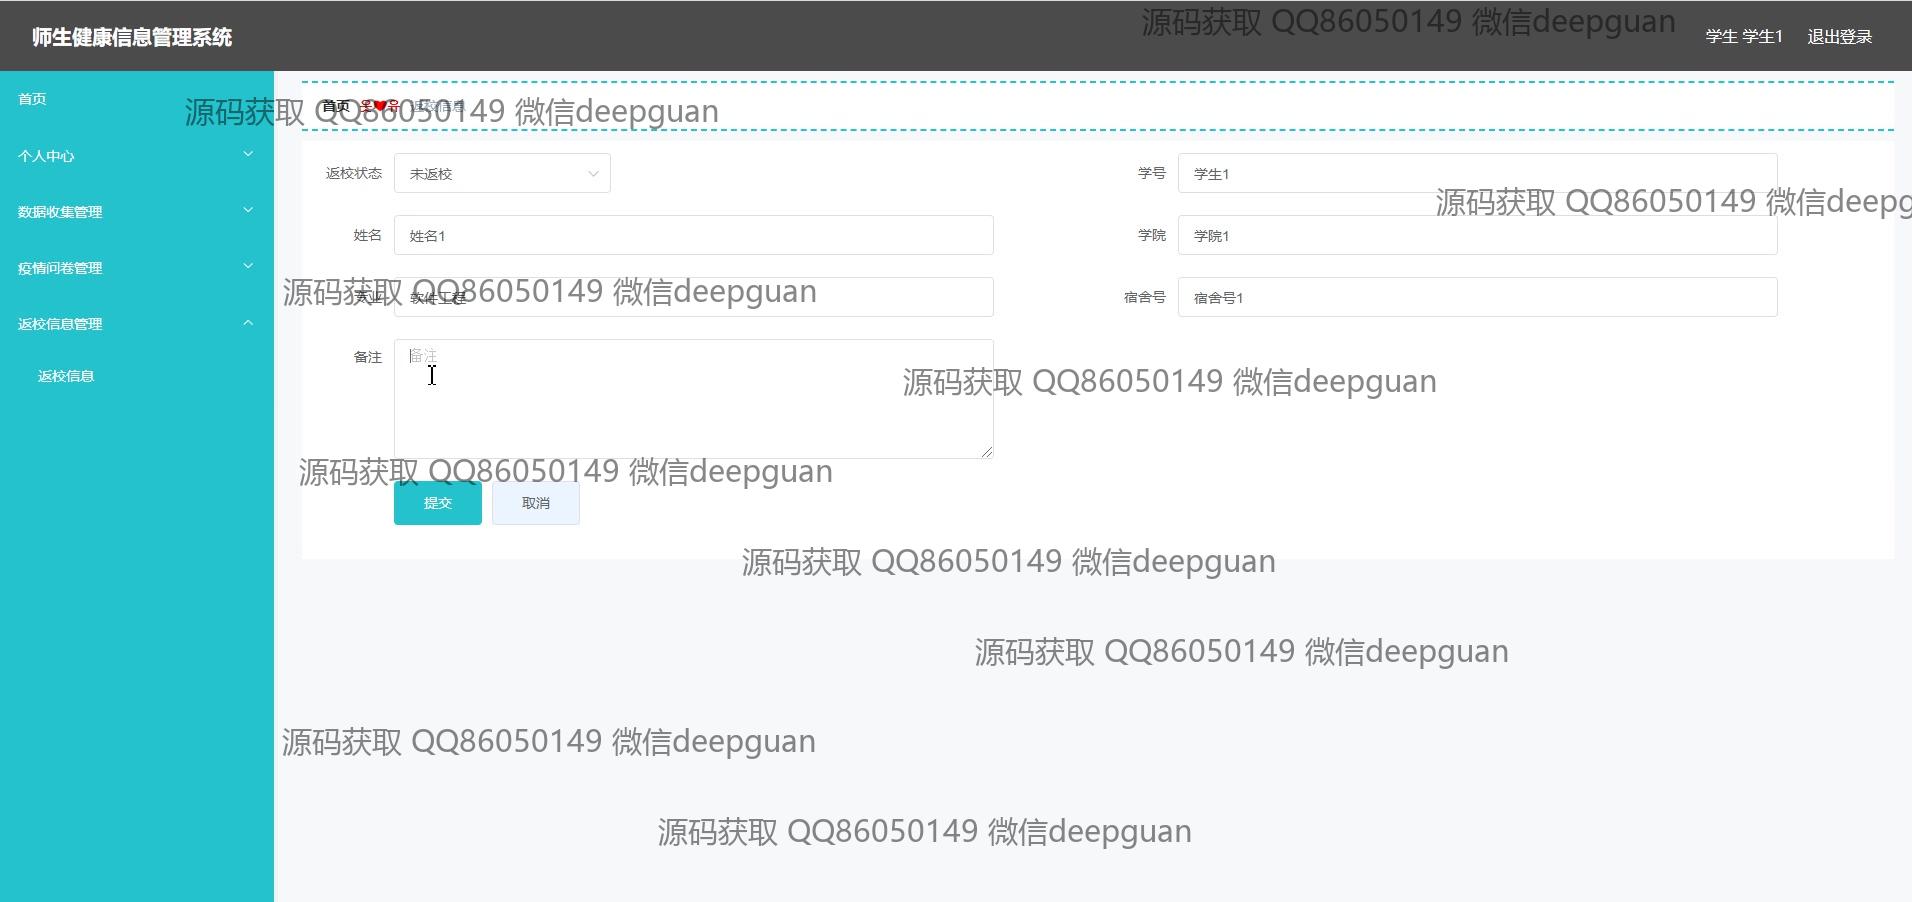 师生健康信息管理系统
源码获取 QQ86050149 微信deepguan
学生 学生1
退出登录
首页
个人中心
数据收集管理
疫情问卷管理
返校信息管理
返校信息
首页 返校信息
源码获取 QQ86050149 微信deepguan
返校状态 未返校
学号 学生1
源码获取 QQ86050149 微信deepg
姓名 姓名1
学院 学院1
源码获取 QQ86050149 微信deepguan
专业 软件工程
宿舍号 宿舍号1
备注 备注
源码获取 QQ86050149 微信deepguan
源码获取 QQ86050149 微信deepguan
提交 取消
源码获取 QQ86050149 微信deepguan
源码获取 QQ86050149 微信deepguan
源码获取 QQ86050149 微信deepguan
源码获取 QQ86050149 微信deepguan